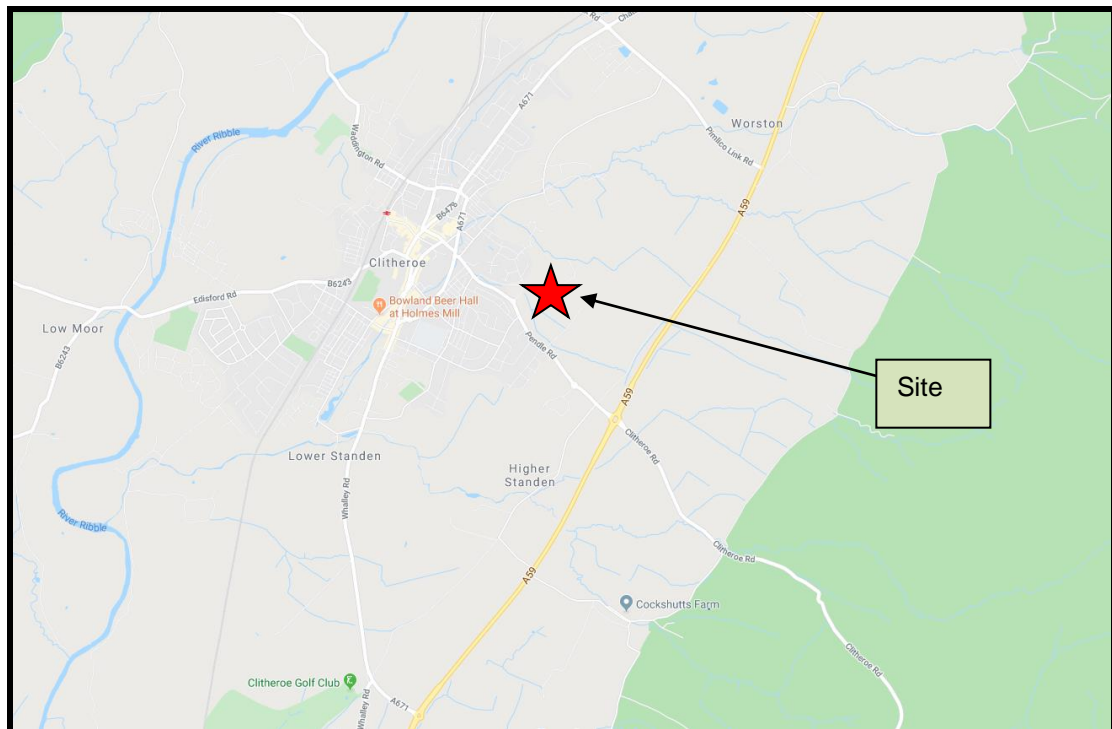 Cha
A671
River Ribble
Waddington Rd
Worston
Pimlico Link Rd
A59
B6478
A671
Clitheroe
B6243
Edisford Rd
Bowland Beer Hall
at Holmes Mill
Low Moor
B6243
Pendle Rd
Site
A59
Clitheroe Rd
Lower Standen
Higher
Standen
Whalley Rd
River Ribble
Clitheroe Rd
A59
Cockshutts Farm
Clitheroe Rd
Clitheroe Golf Club
Whalley Rd
A671